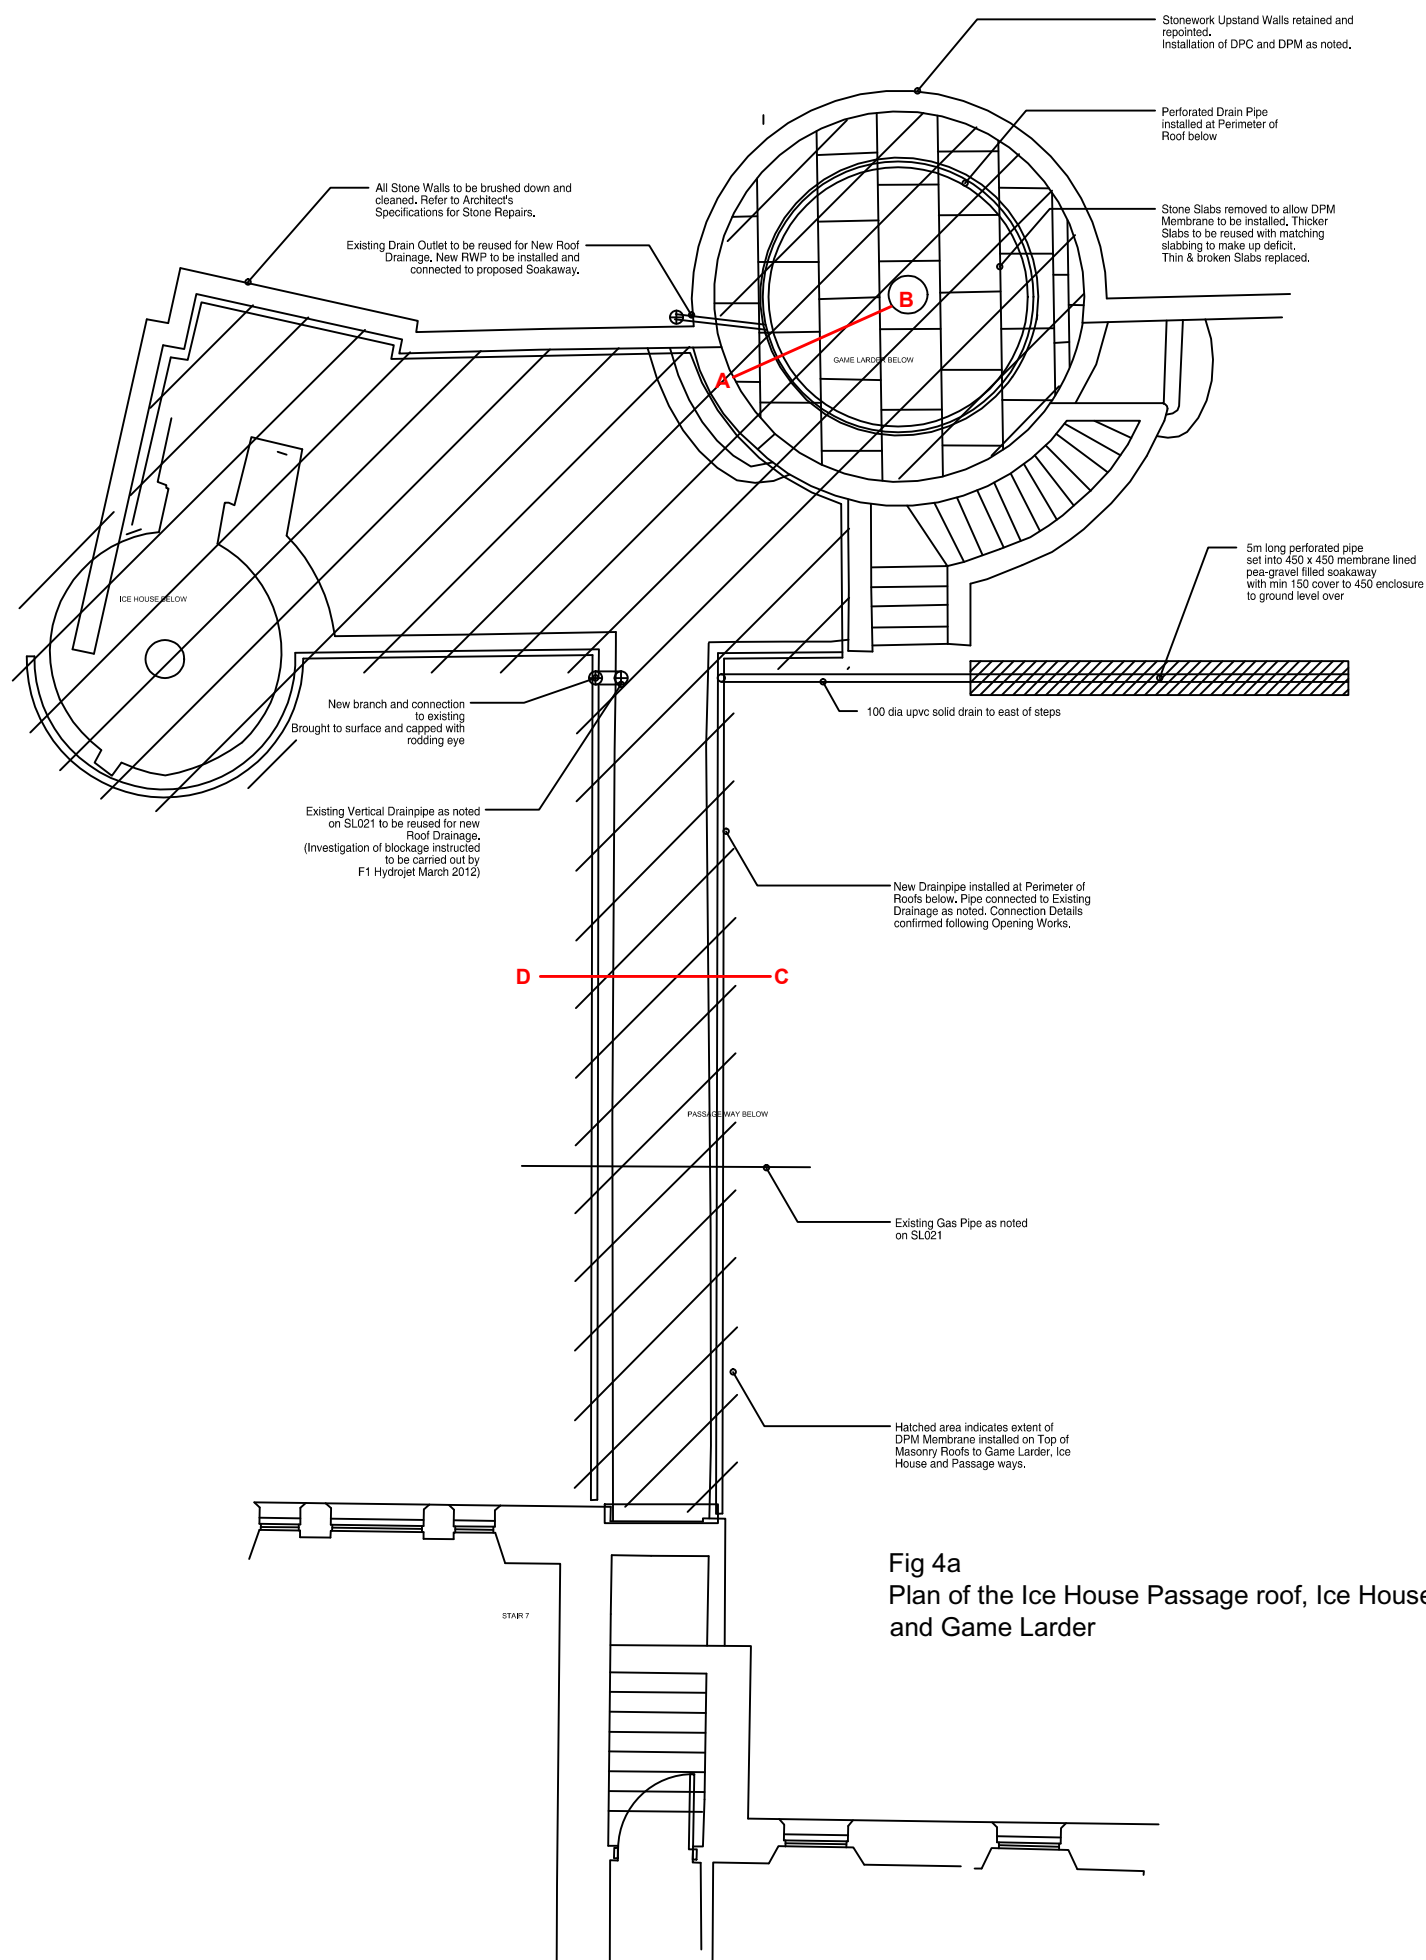 Stonework Upstand Walls retained and
repointed.
Installation of DPC and DPM as noted.
Perforated Drain Pipe
installed at Perimeter of
Roof below
All Stone Walls to be brushed down and
cleaned. Refer to Architect's
Specifications for Stone Repairs.
Stone Slabs removed to allow DPM
Membrane to be installed. Thicker
Slabs to be reused with matching
slabbing to make up deficit.
Thin & broken Slabs replaced.
Existing Drain Outlet to be reused for New Roof
Drainage. New RWP to be installed and
connected to proposed Soakaway.
B
GAME LARDER BELOW
A
5m long perforated pipe
set into 450 x 450 membrane lined
pea-gravel filled soakaway
with min 150 cover to 450 enclosure
to ground level over
ICE HOUSE BELOW
New branch and connection
to existing
Brought to surface and capped with
rodding eye
100 dia upvc solid drain to east of steps
Existing Vertical Drainpipe as noted
on SL021 to be reused for new
Roof Drainage.
(Investigation of blockage instructed
to be carried out by
F1 Hydrojet March 2012)
New Drainpipe installed at Perimeter of
Roofs below. Pipe connected to Existing
Drainage as noted. Connection Details
confirmed following Opening Works.
D
C
PASSAGE WAY BELOW
Existing Gas Pipe as noted
on SL021
Hatched area indicates extent of
DPM Membrane installed on Top of
Masonry Roofs to Game Larder, Ice
House and Passage ways.
Fig 4a
Plan of the Ice House Passage roof, Ice House
and Game Larder
STAIR 7